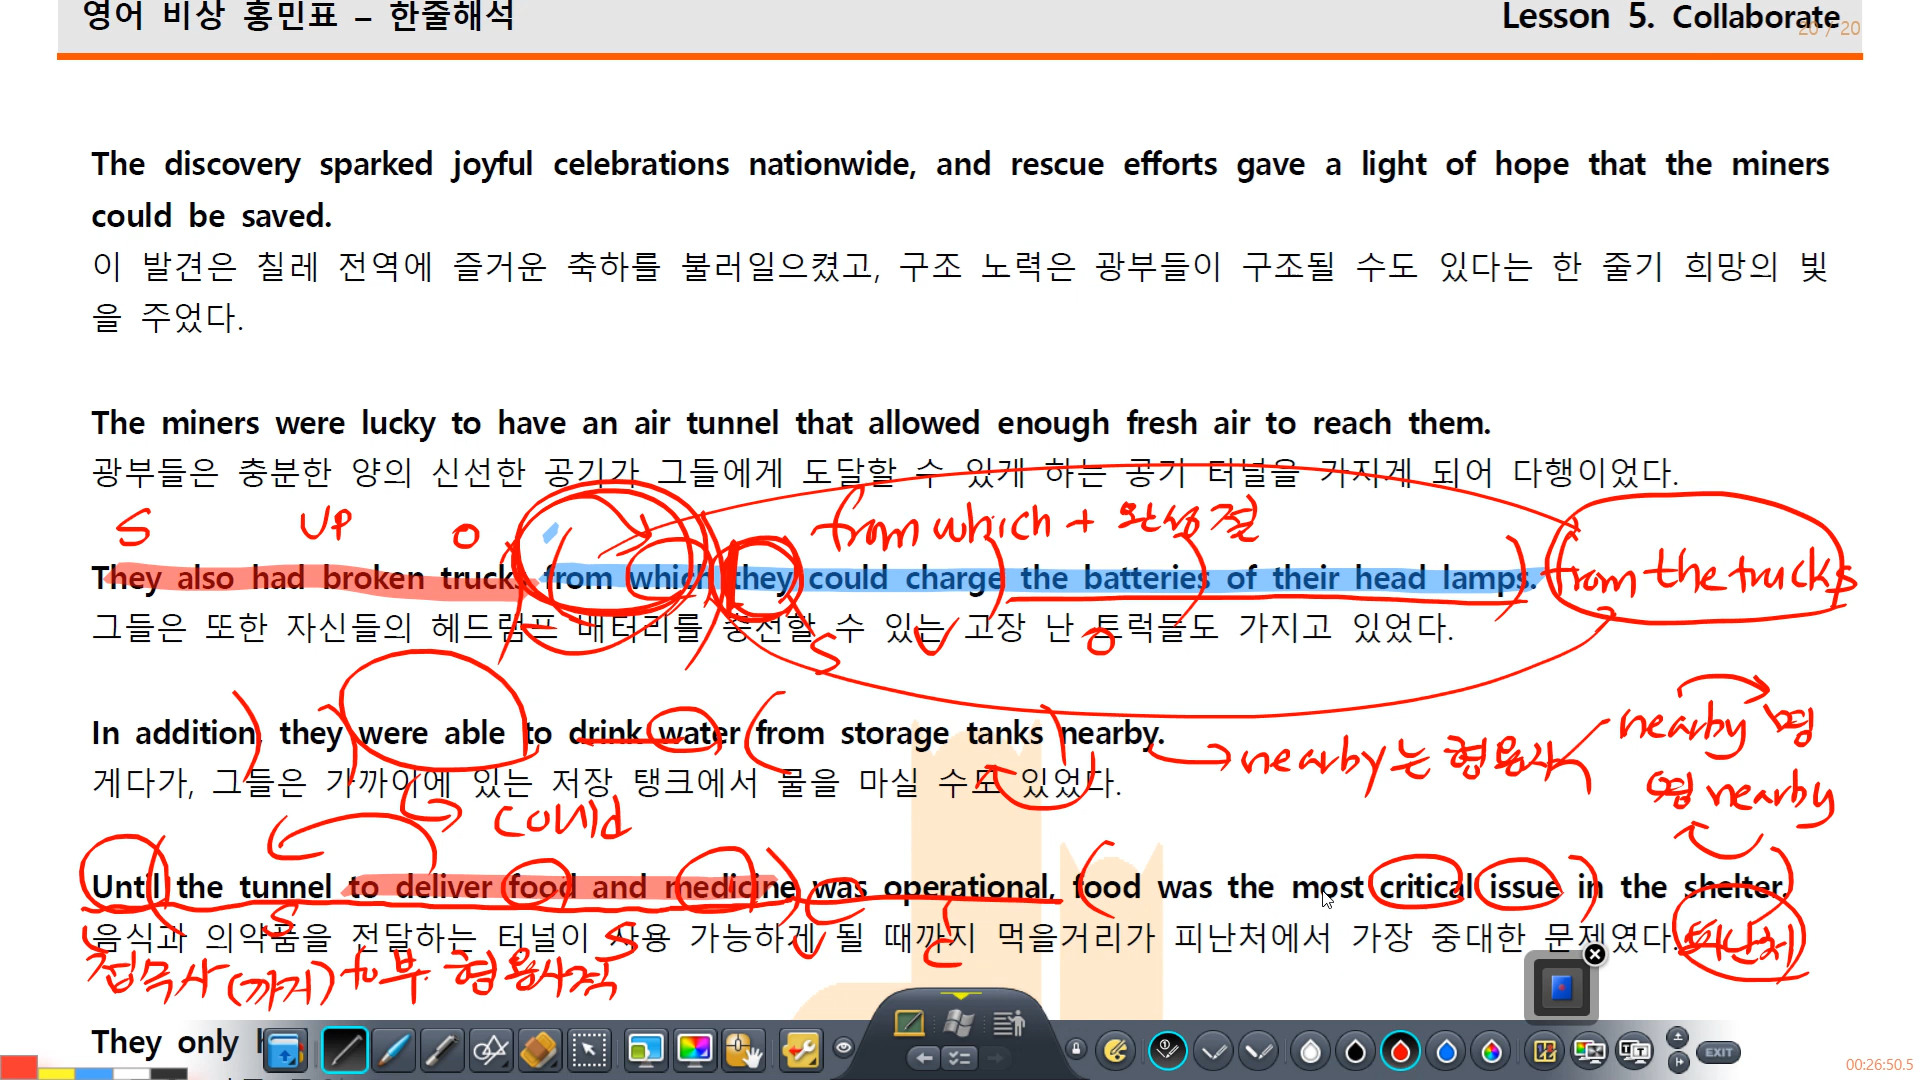 영어 비상 홍민표 – 한줄해석
Lesson 5. Collaborate
20 / 20
The discovery sparked joyful celebrations nationwide, and rescue efforts gave a light of hope that the miners
could be saved.
이 발견은 칠레 전역에 즐거운 축하를 불러일으켰고, 구조 노력은 광부들이 구조될 수도 있다는 한 줄기 희망의 빛
을 주었다.
The miners were lucky to have an air tunnel that allowed enough fresh air to reach them.
광부들은 충분한 양의 신선한 공기가 그들에게 도달할 수 있개 하는 공기 터널을 가지게 되어 다행이었다.
S UP O from which + 완성절
They also had broken trucks from which they could charge the batteries of their head lamps. from the trucks
그들은 또한 자신들의 헤드램프 배터리를 충전할 수 있는 고장 난 트럭들도 가지고 있었다.
S V O
In addition, they were able to drink water from storage tanks nearby.
nearby는 형용사
nearby 명
명 nearby
게다가, 그들은 가까이에 있는 저장 탱크에서 물을 마실 수도 있었다.
could
Until the tunnel to deliver food and medicine was operational, food was the most critical issue in the shelter.
S S V C
음식과 의약품을 전달하는 터널이 사용 가능하게 될 때까지 먹을거리가 피난처에서 가장 중대한 문제였다.
피난처
접속사 (까지) to부. 형용사적
They only
EXIT
00:26:50.5